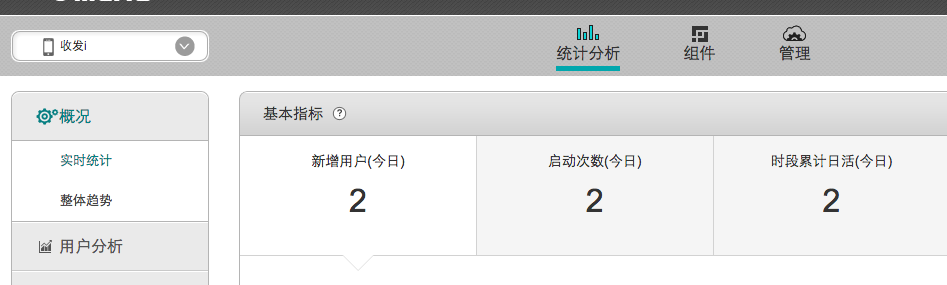 收发i
统计分析
组件
管理
概况
实时统计
整体趋势
用户分析
基本指标 ?
新增用户(今日)
2
启动次数(今日)
2
时段累计日活(今日)
2